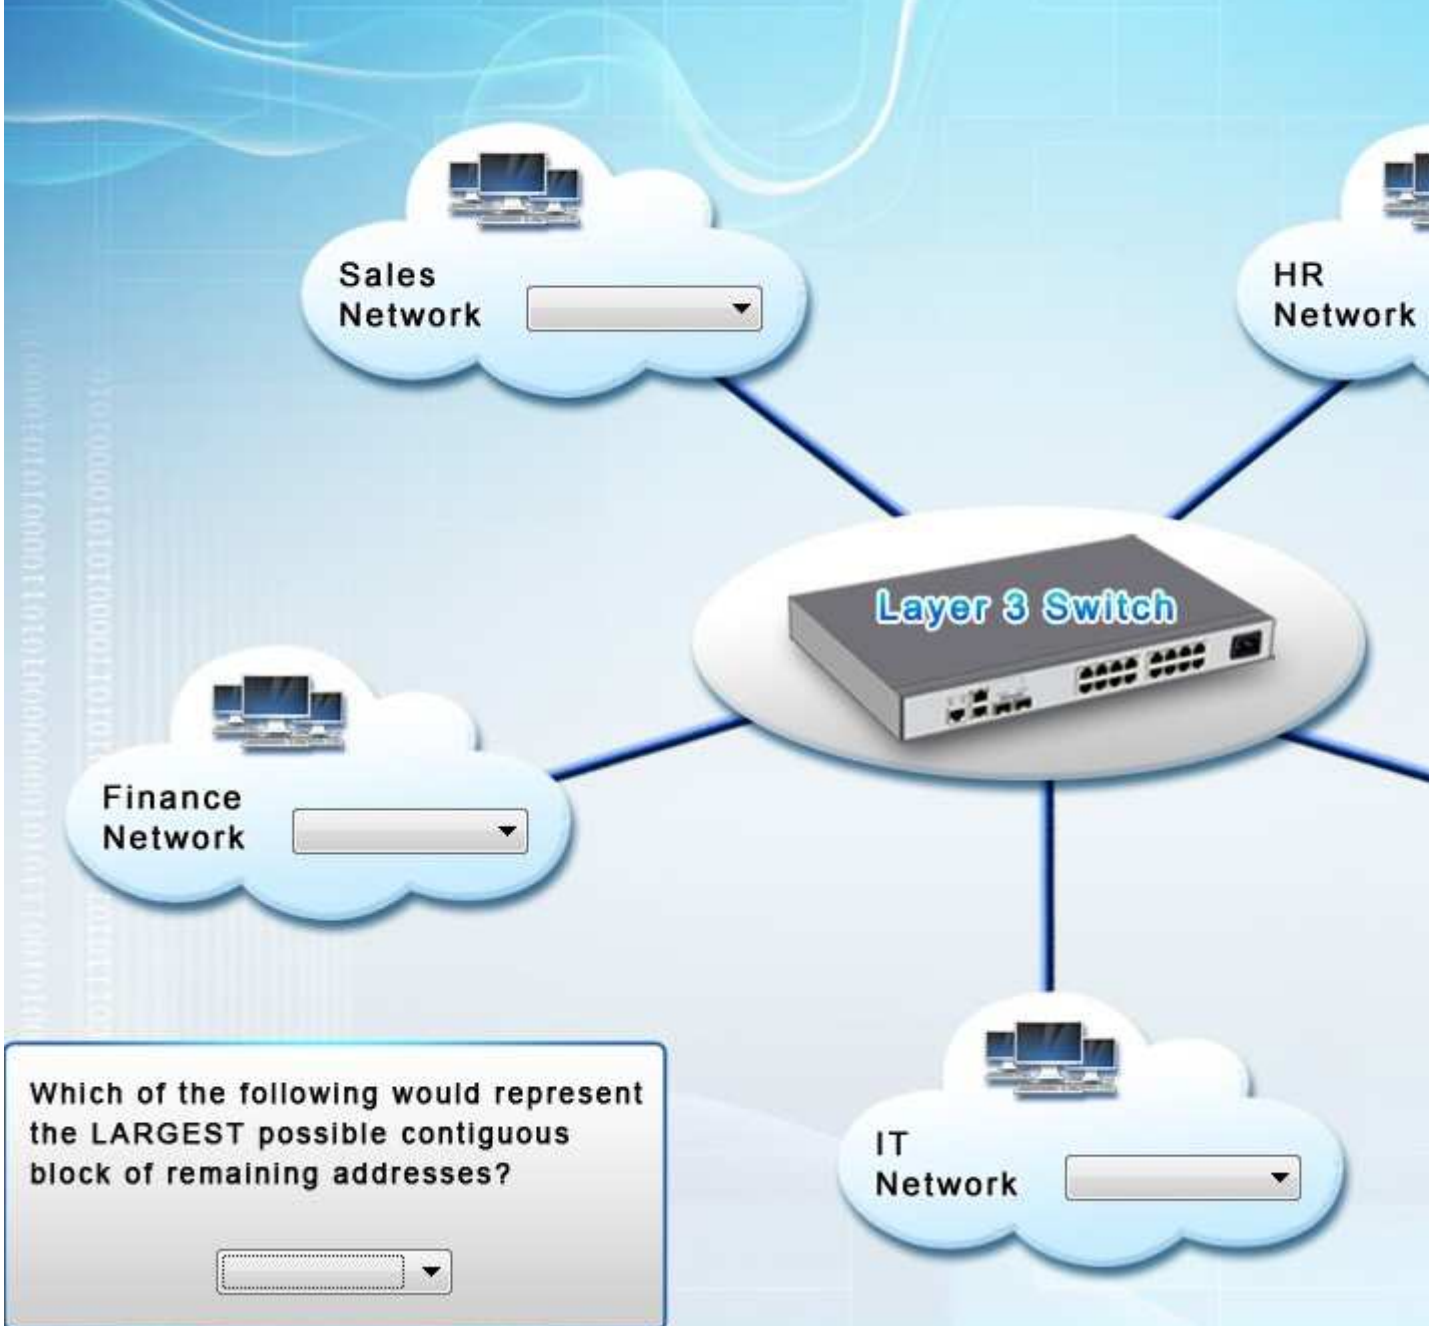 Sales
Network
HR
Network
Layer 3 Switch
Finance
Network
Which of the following would represent
the LARGEST possible contiguous
block of remaining addresses?
IT
Network